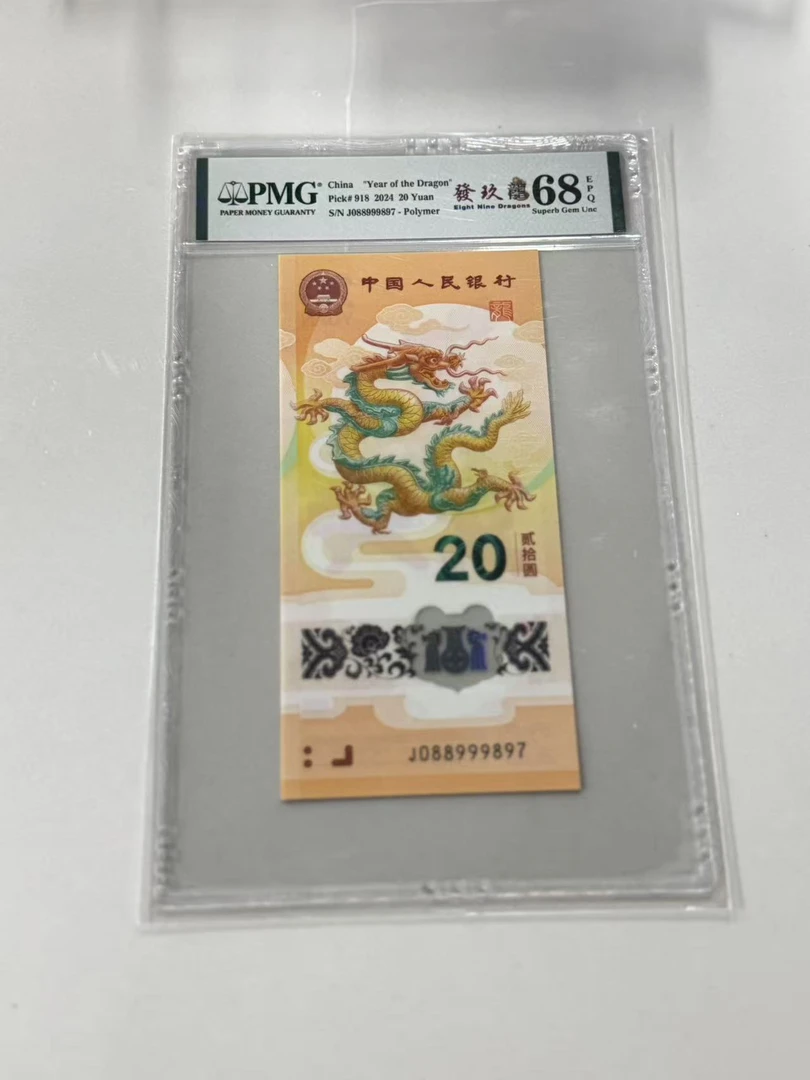 PMG®
PAPER MONEY GUARANTY
China "Year of the Dragon"
Pick# 918 2024 20 Yuan
S/N J088999897 - Polymer
發玖龍
Eight Nine Dragons
68
EPQ
Superb Gem Unc
中国人民银行
20
贰拾圆
J088999897